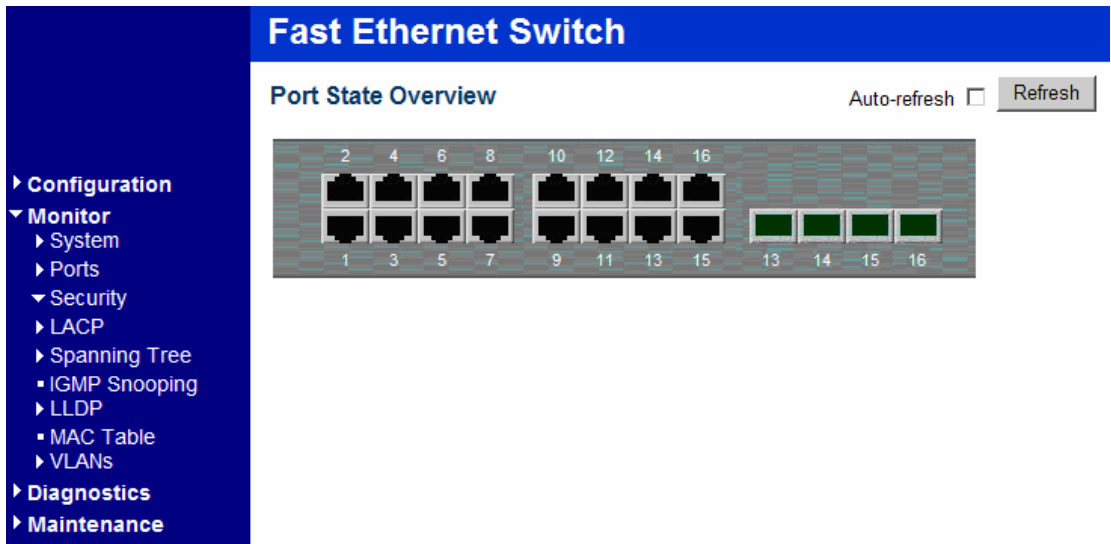 Fast Ethernet Switch
Port State Overview
Auto-refresh
Refresh
2 4 6 8 10 12 14 16
1 3 5 7 9 11 13 15 13 14 15 16
Configuration
Monitor
System
Ports
Security
LACP
Spanning Tree
IGMP Snooping
LLDP
MAC Table
VLANs
Diagnostics
Maintenance